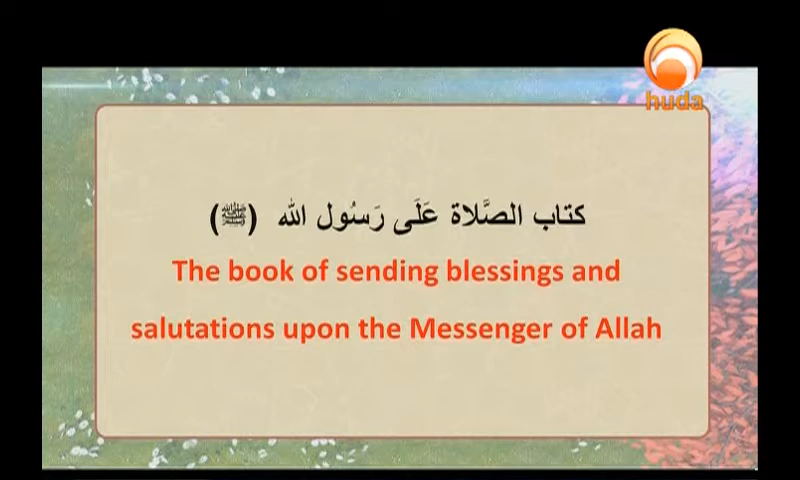 huda
كتاب الصَّلاة عَلَى رَسُول الله (ﷺ)
The book of sending blessings and
salutations upon the Messenger of Allah